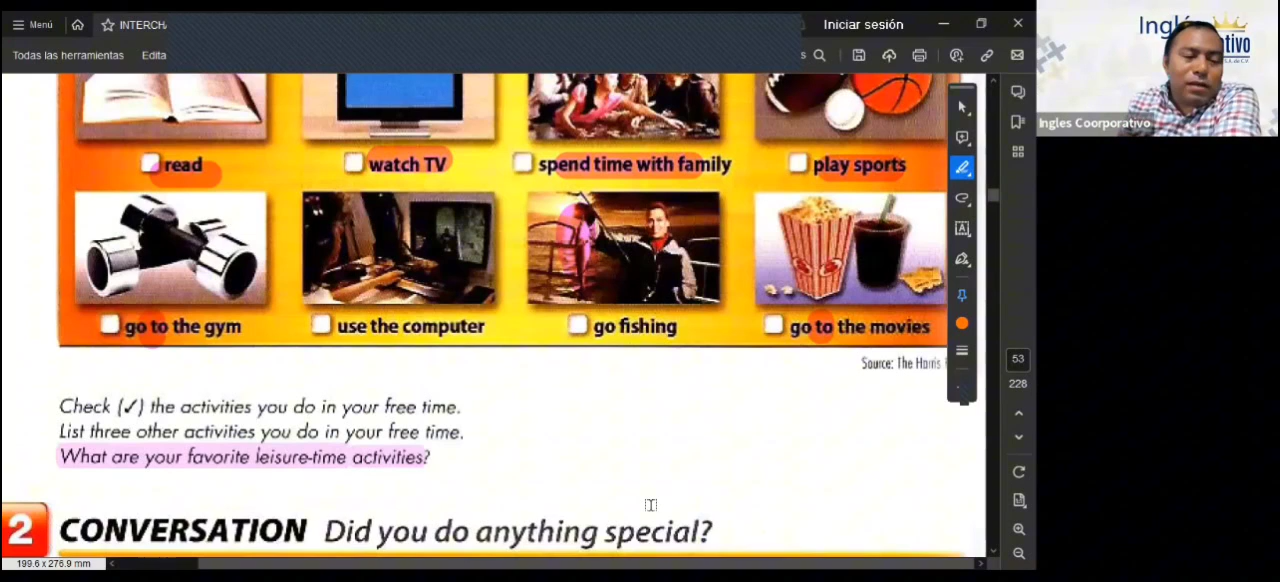 Menú
INTERCH
Iniciar sesión
Todas las herramientas
Edita
Inglés
tivo
Ingles Coorporativo
read
watch TV
spend time with family
play sports
go to the gym
use the computer
go fishing
go to the movies
Source: The Harris
Check (✓) the activities you do in your free time.
List three other activities you do in your free time.
What are your favorite leisure-time activities?
2 CONVERSATION Did you do anything special?
53
228
199.6 x 276.9 mm